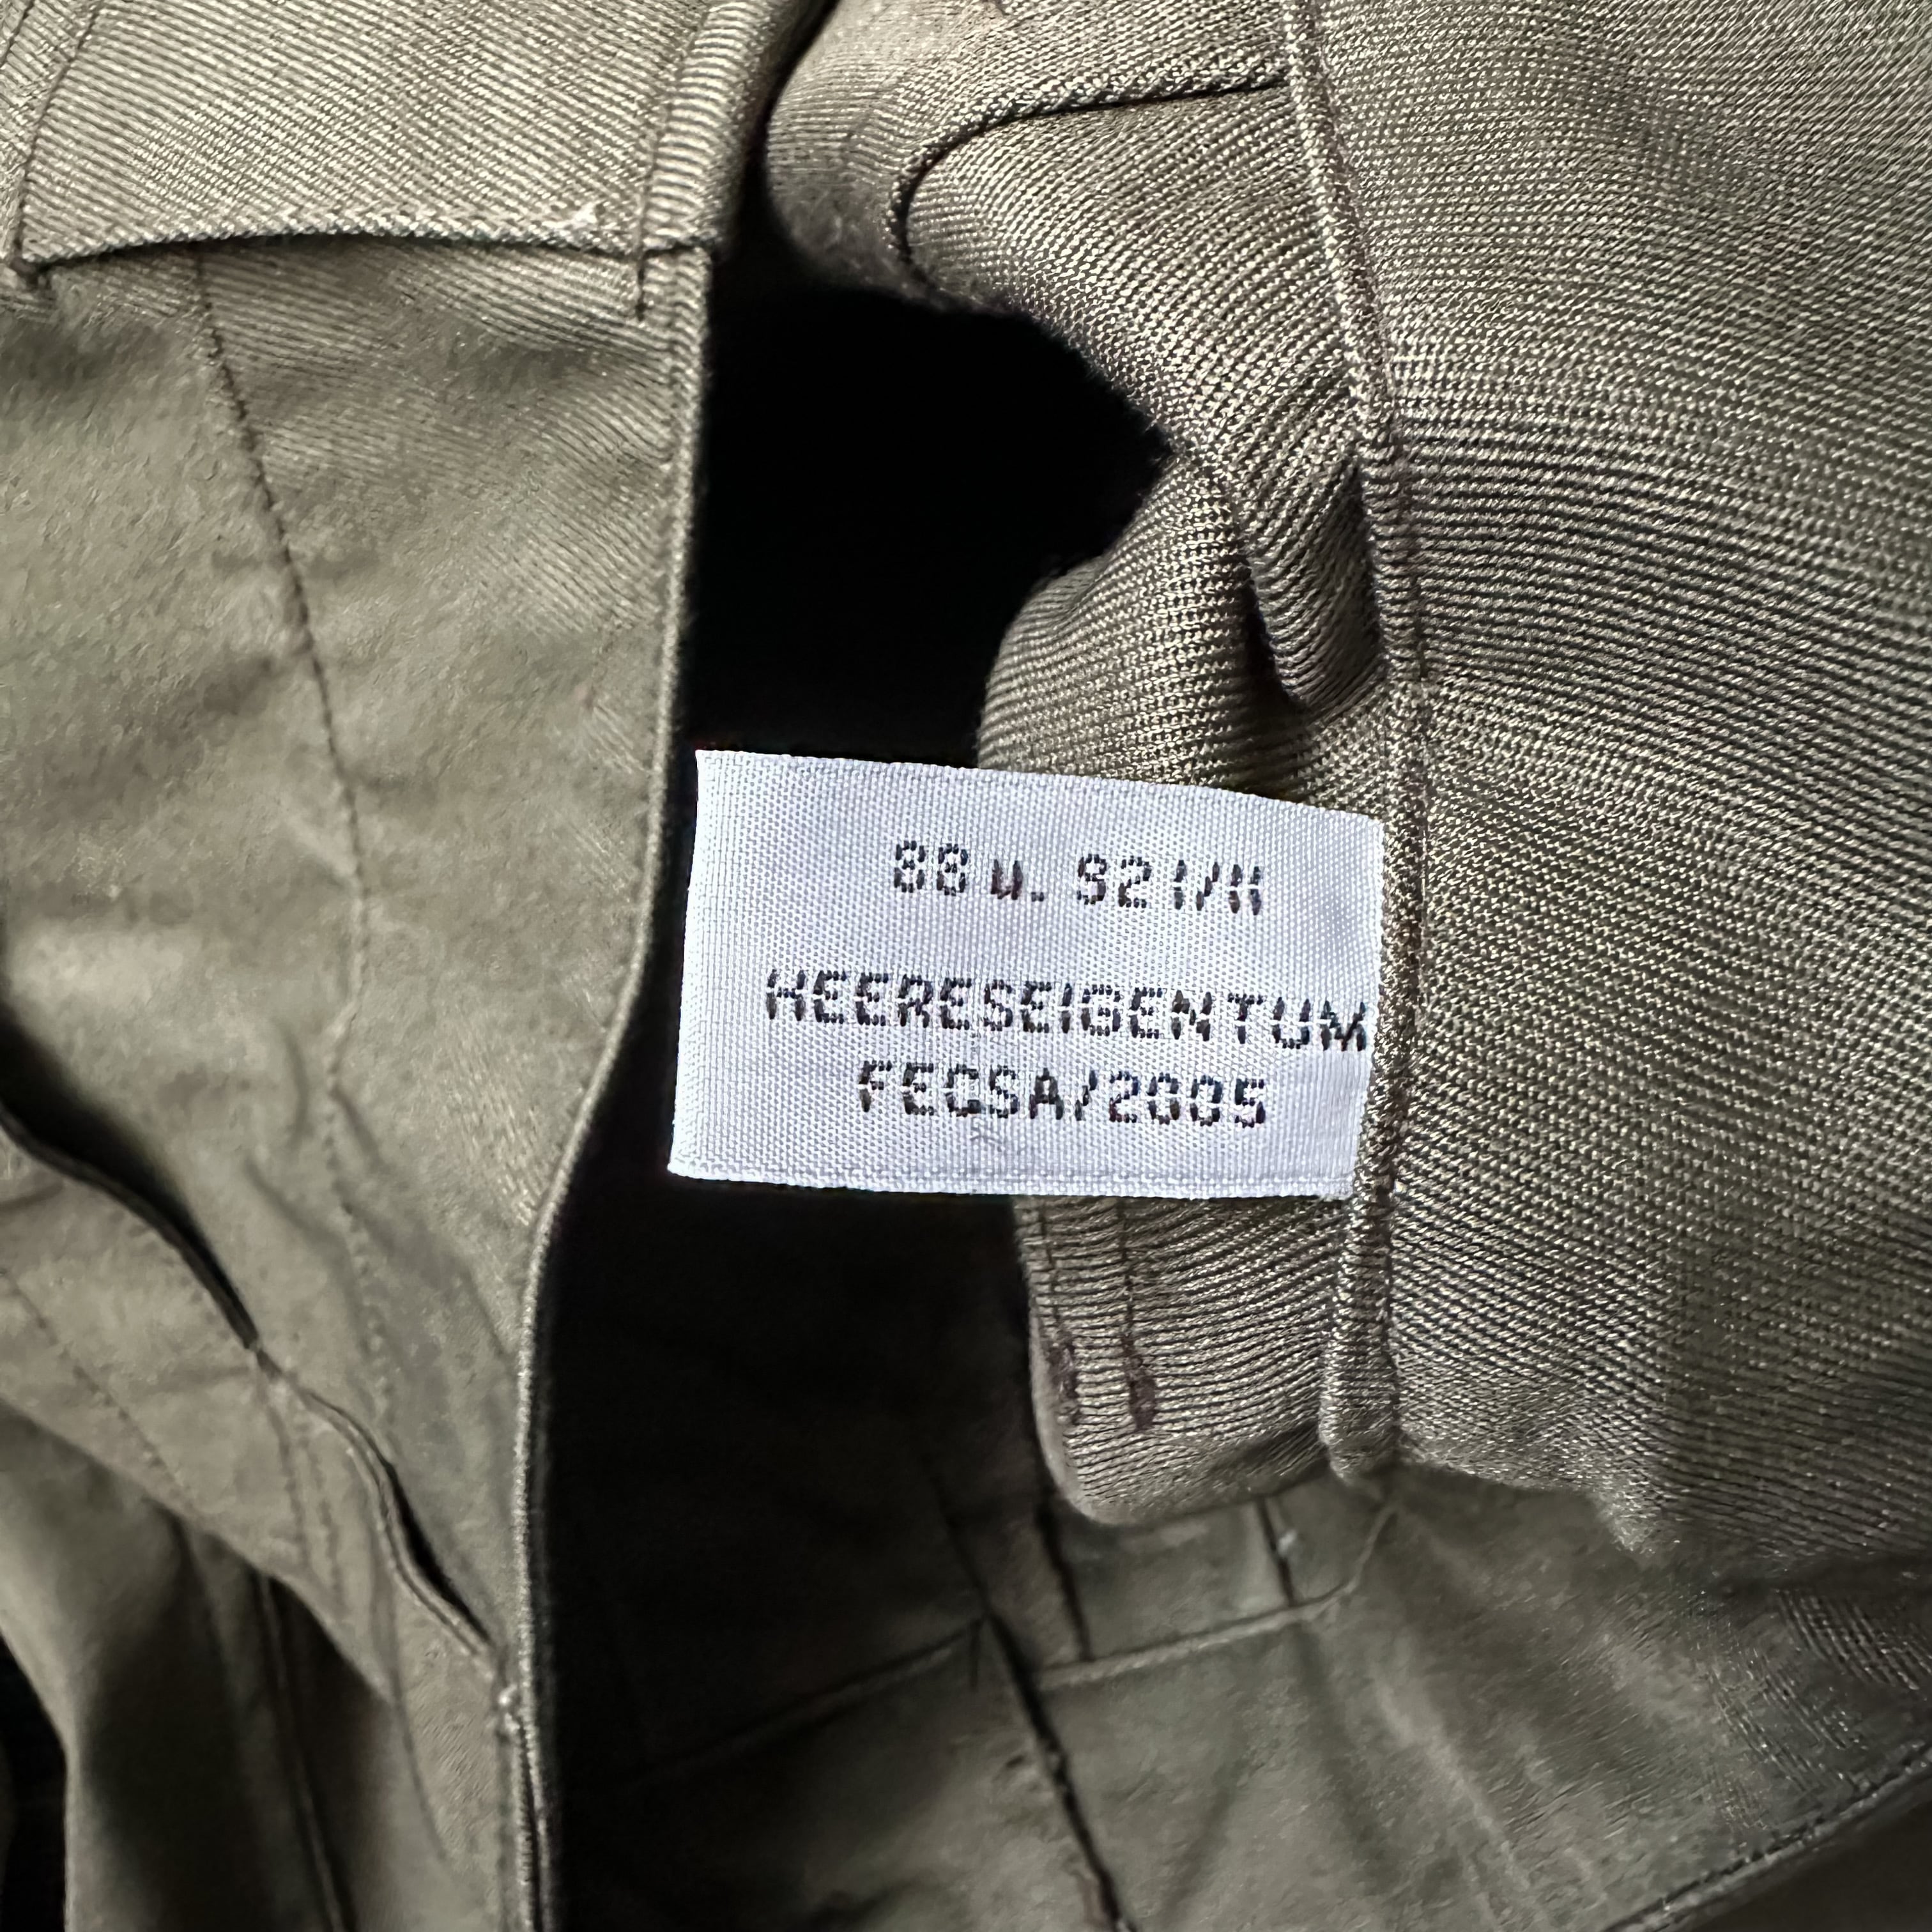 88 u. 92 I/II
HEERESEIGENTUM
FECSA/2005